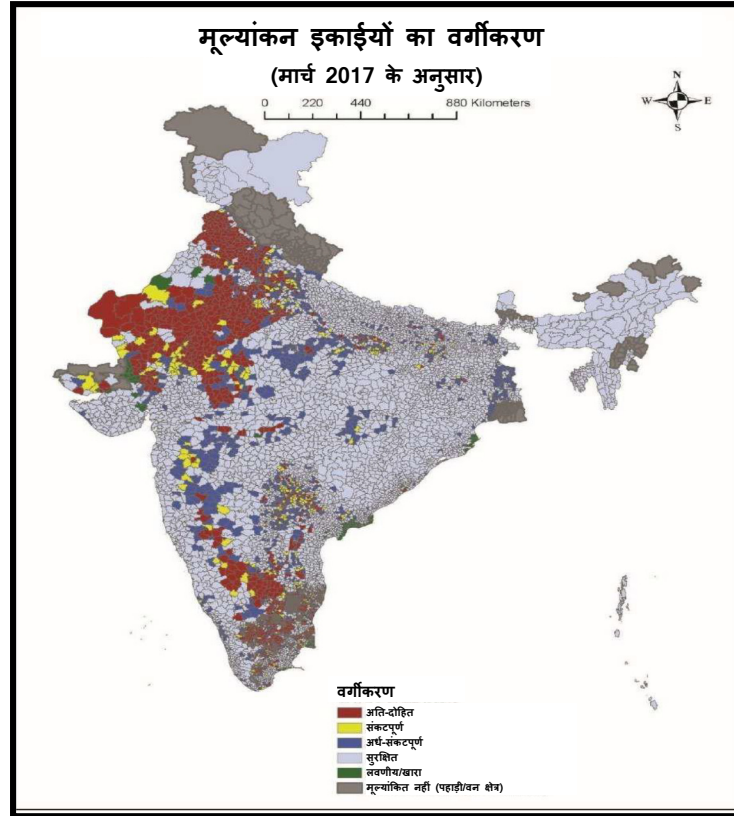 मूल्यांकन इकाईयों का वर्गीकरण
(मार्च 2017 के अनुसार)
0 220 440 880 Kilometers
N
W E
S
वर्गीकरण
अति-दोहित
संकटपूर्ण
अर्ध-संकटपूर्ण
सुरक्षित
लवणीय/खारा
मूल्यांकित नहीं (पहाड़ी/वन क्षेत्र)